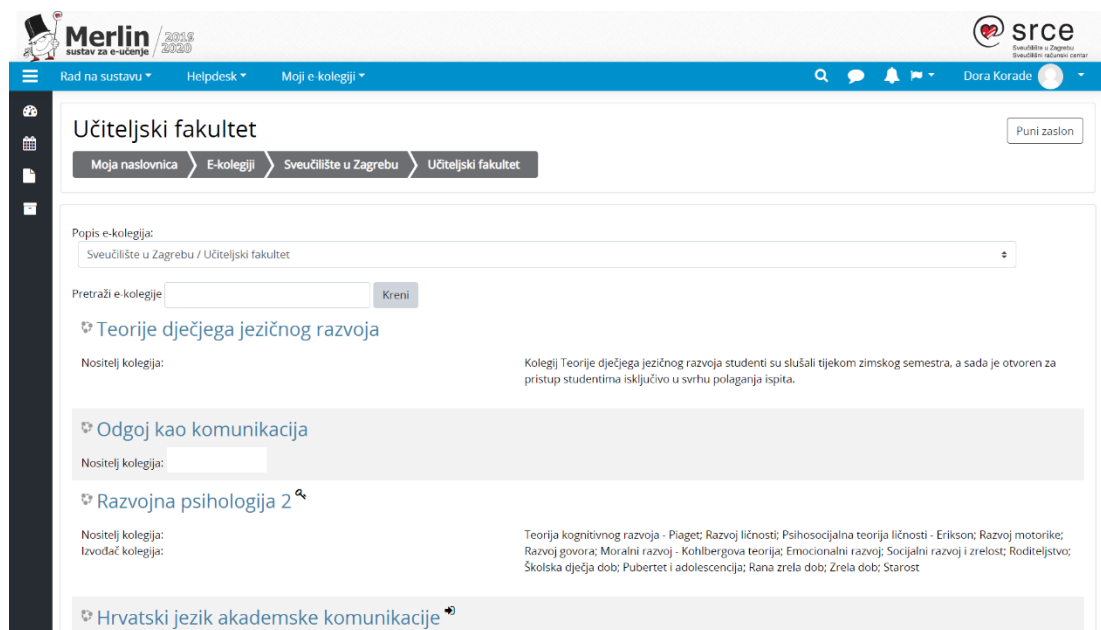 Merlin 2019 2020
sustav za e-učenje
srce
Sveučilište u Zagrebu
Sveučilišni računski centar
Rad na sustavu Helpdesk Moji e-kolegiji Dora Korade
Učiteljski fakultet
Puni zaslon
Moja naslovnica E-kolegiji Sveučilište u Zagrebu Učiteljski fakultet
Popis e-kolegija:
Sveučilište u Zagrebu / Učiteljski fakultet
Pretraži e-kolegije Kreni
Teorije dječjega jezičnog razvoja
Nositelj kolegija:
Kolegij Teorije dječjega jezičnog razvoja studenti su slušali tijekom zimskog semestra, a sada je otvoren za
pristup studentima isključivo u svrhu polaganja ispita.
Odgoj kao komunikacija
Nositelj kolegija:
Razvojna psihologija 2
Nositelj kolegija:
Izvođač kolegija:
Teorija kognitivnog razvoja - Piaget; Razvoj ličnosti; Psihosocijalna teorija ličnosti - Erikson; Razvoj motorike;
Razvoj govora; Moralni razvoj - Kohlbergova teorija; Emocionalni razvoj; Socijalni razvoj i zrelost; Roditeljstvo;
Školska dječja dob; Pubertet i adolescencija; Rana zrela dob; Zrela dob; Starost
Hrvatski jezik akademske komunikacije